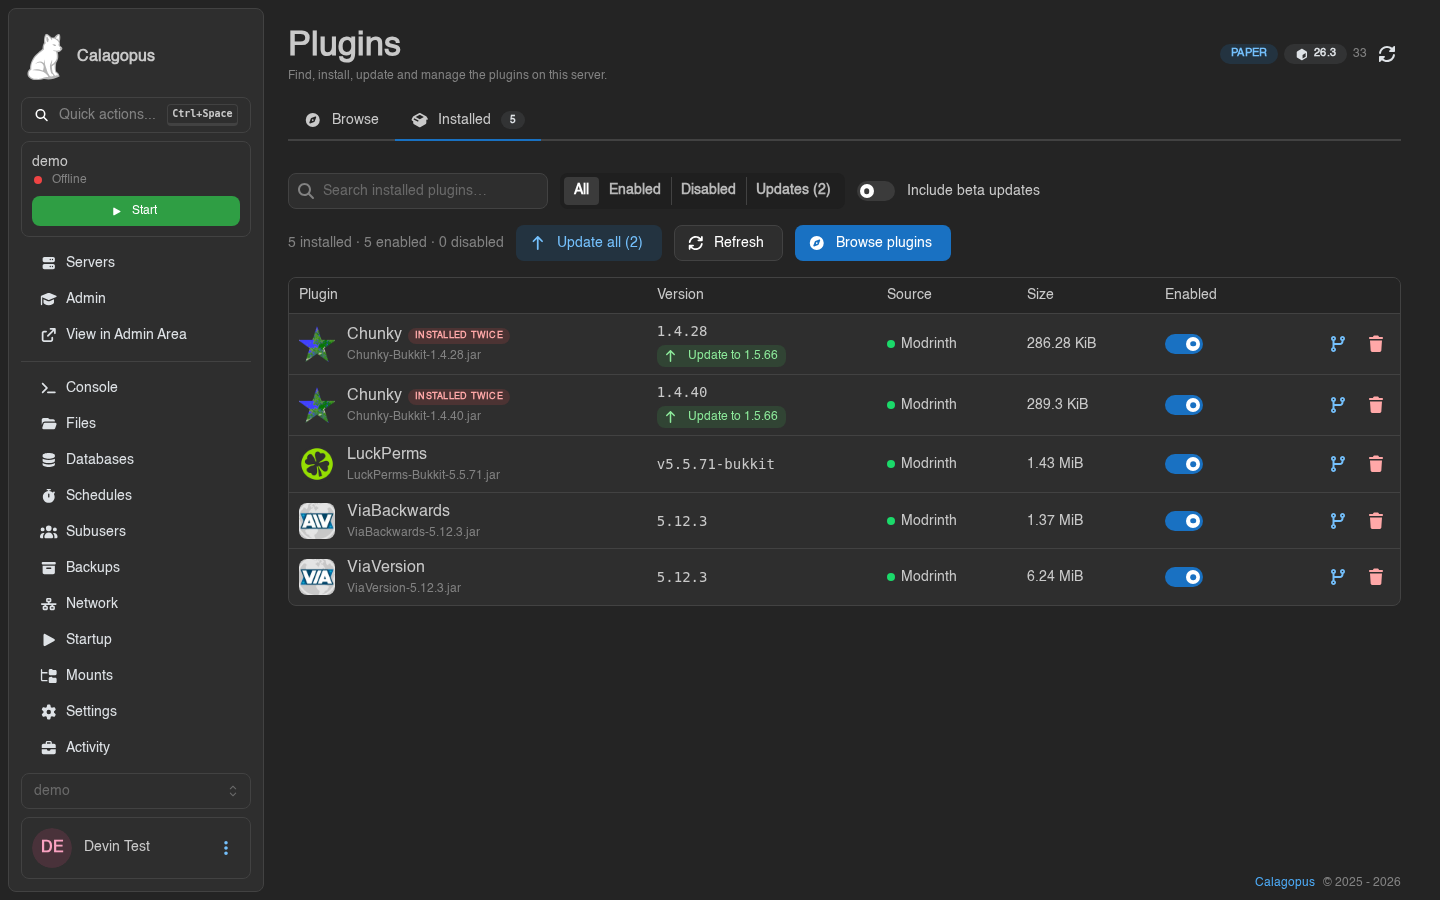 Calagopus
Quick actions...
Ctrl+Space
demo
Offline
Start
Servers
Admin
View in Admin Area
Console
Files
Databases
Schedules
Subusers
Backups
Network
Startup
Mounts
Settings
Activity
demo
DE
Devin Test
Plugins
Find, install, update and manage the plugins on this server.
PAPER
26.3
33
Browse
Installed 5
Search installed plugins...
All
Enabled
Disabled
Updates (2)
Include beta updates
5 installed · 5 enabled · 0 disabled
Update all (2)
Refresh
Browse plugins
Plugin Version Source Size Enabled
Chunky INSTALLED TWICE
Chunky-Bukkit-1.4.28.jar
1.4.28
Update to 1.5.66
Modrinth
286.28 KiB
Chunky INSTALLED TWICE
Chunky-Bukkit-1.4.40.jar
1.4.40
Update to 1.5.66
Modrinth
289.3 KiB
LuckPerms
LuckPerms-Bukkit-5.5.71.jar
v5.5.71-bukkit
Modrinth
1.43 MiB
ViaBackwards
ViaBackwards-5.12.3.jar
5.12.3
Modrinth
1.37 MiB
VIA
ViaVersion
ViaVersion-5.12.3.jar
5.12.3
Modrinth
6.24 MiB
Calagopus © 2025 - 2026